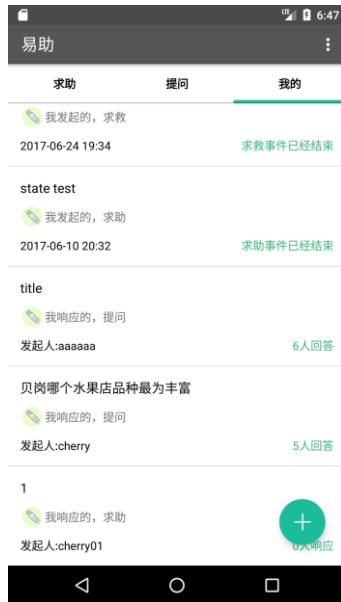 LTE 6:47
易助
求助 提问 我的
我发起的，求救
2017-06-24 19:34 求救事件已经结束
state test
我发起的，求助
2017-06-10 20:32 求助事件已经结束
title
我响应的，提问
发起人:aaaaaa 6人回答
贝岗哪个水果店品种最为丰富
我响应的，提问
发起人:cherry 5人回答
1
我响应的，求助
发起人:cherry01 0人响应